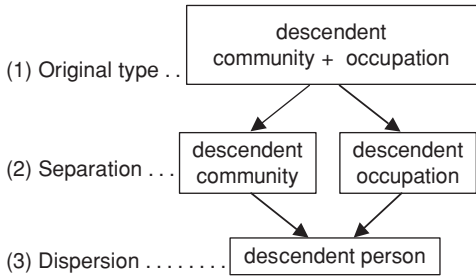 descendent
(1) Original type . . community + occupation
descendent descendent
(2) Separation . . . community occupation
(3) Dispersion . . . . . . . . descendent person